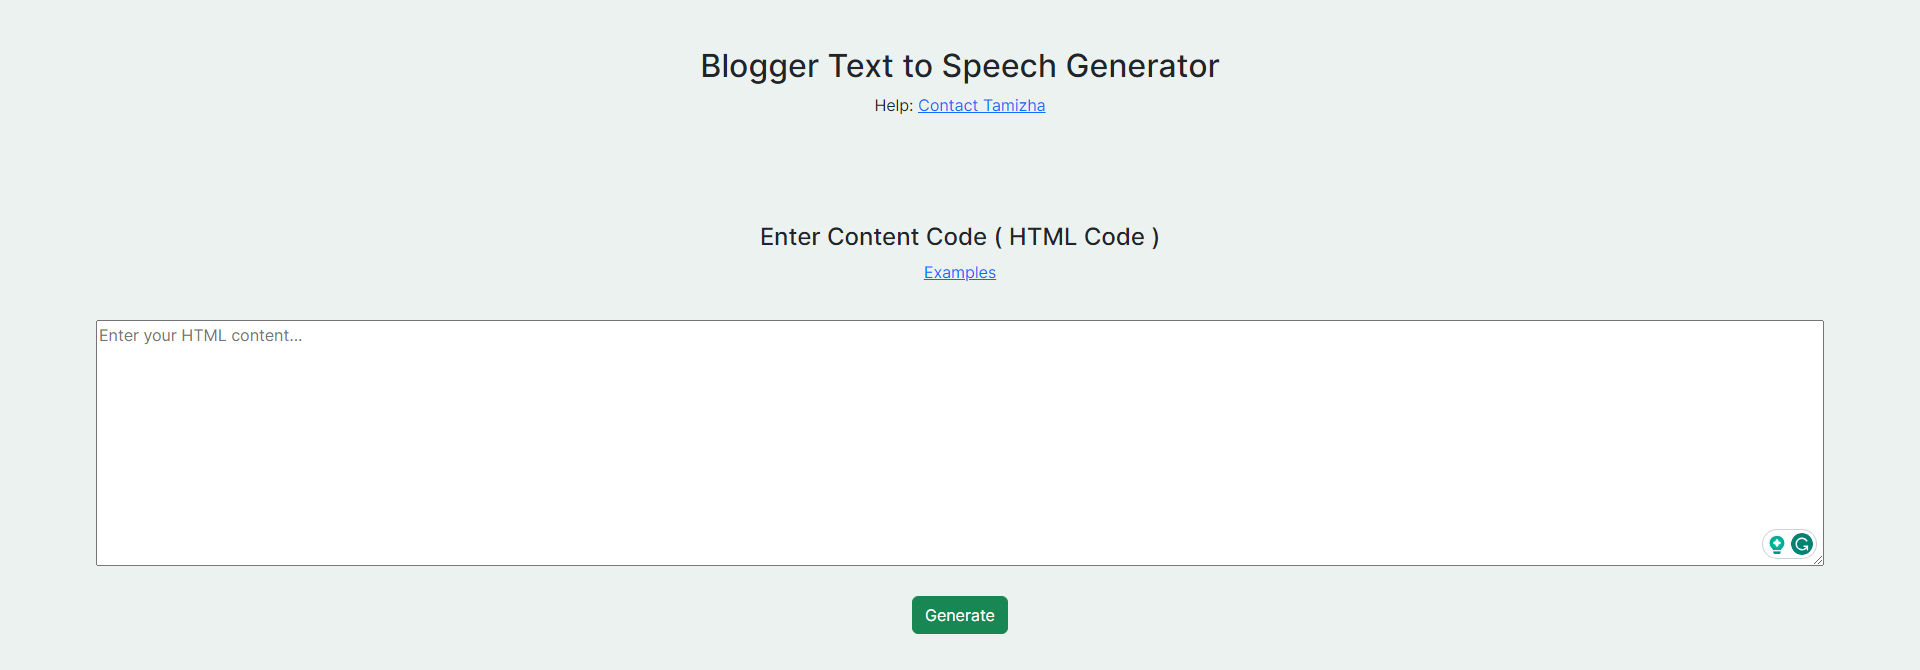 Blogger Text to Speech Generator
Help: Contact Tamizha
Enter Content Code ( HTML Code )
Examples
Enter your HTML content...
Generate